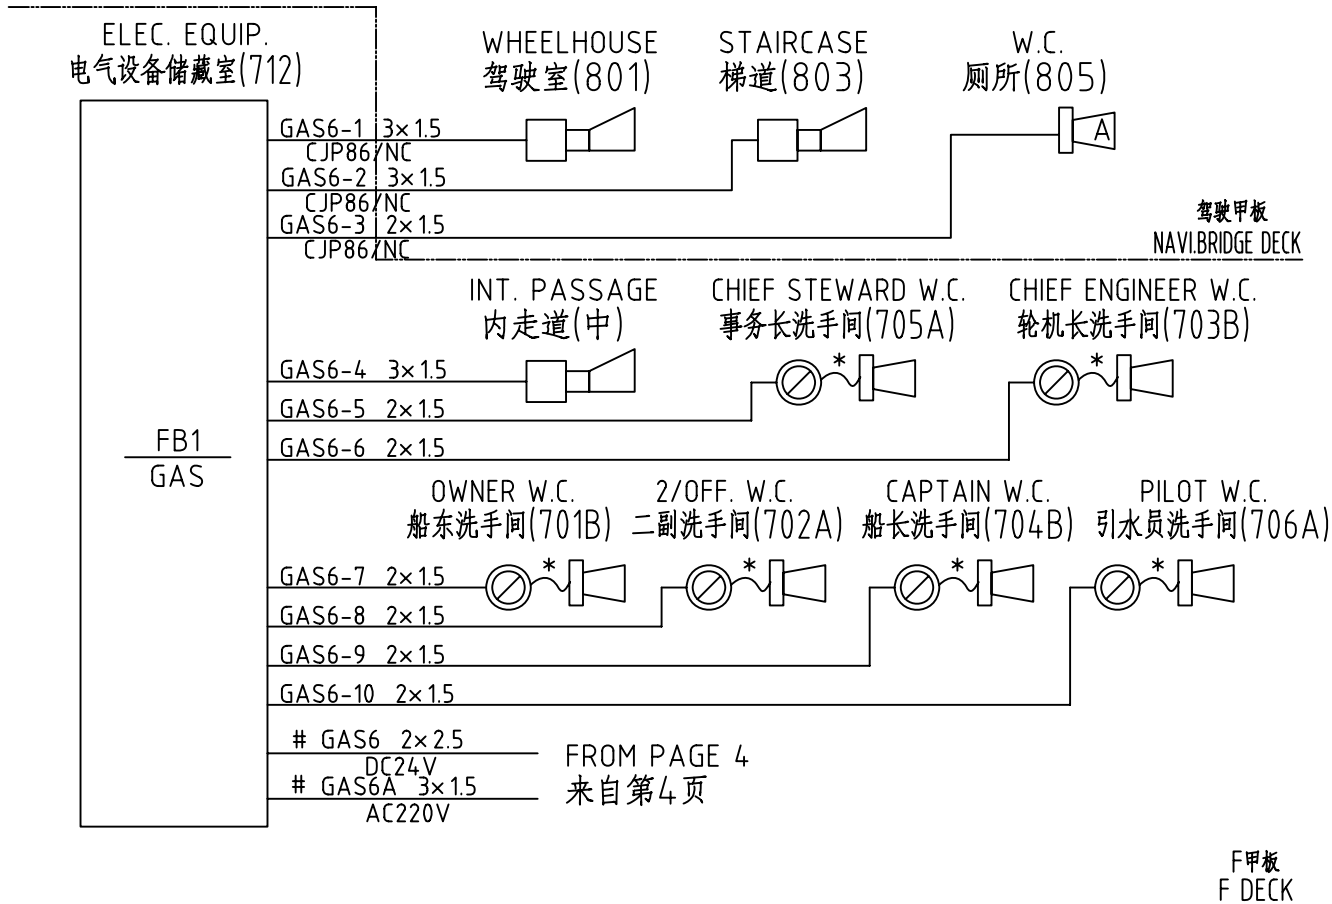 ELEC. EQUIP.
电气设备储藏室(712)
WHEELHOUSE
驾驶室(801)
STAIRCASE
梯道(803)
W.C.
厕所(805)
GAS6-1 3×1.5
CJP86/NC
GAS6-2 3×1.5
CJP86/NC
GAS6-3 2×1.5
CJP86/NC
A
驾驶甲板
NAVI.BRIDGE DECK
INT. PASSAGE
内走道(中)
CHIEF STEWARD W.C.
事务长洗手间(705A)
CHIEF ENGINEER W.C.
轮机长洗手间(703B)
GAS6-4 3×1.5
*
*
GAS6-5 2×1.5
GAS6-6 2×1.5
FB1
GAS
OWNER W.C.
船东洗手间(701B)
2/OFF. W.C.
二副洗手间(702A)
CAPTAIN W.C.
船长洗手间(704B)
PILOT W.C.
引水员洗手间(706A)
GAS6-7 2×1.5
*
*
*
*
GAS6-8 2×1.5
GAS6-9 2×1.5
GAS6-10 2×1.5
# GAS6 2×2.5
DC24V
# GAS6A 3×1.5
AC220V
FROM PAGE 4
来自第4页
F甲板
F DECK